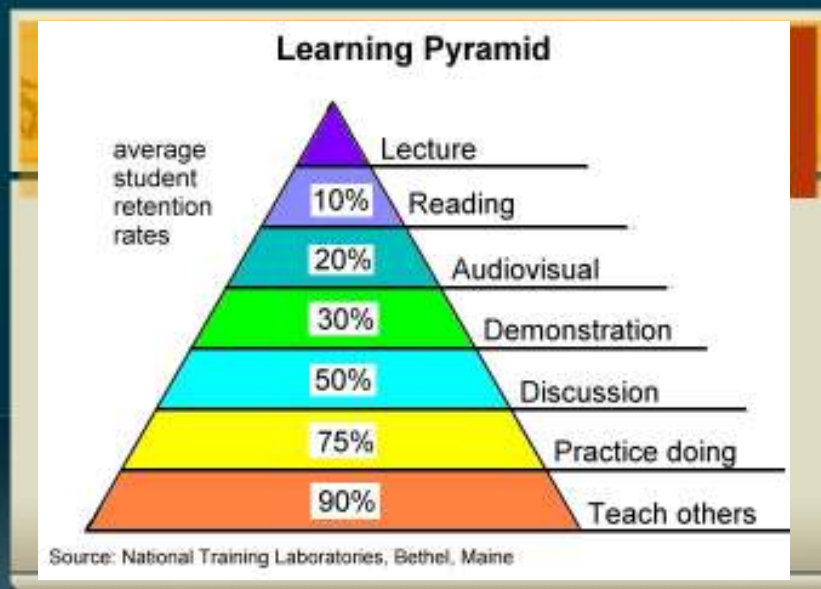 Learning Pyramid
average
student
retention
rates
Lecture
10% Reading
20% Audiovisual
30% Demonstration
50% Discussion
75% Practice doing
90% Teach others
Source: National Training Laboratories, Bethel, Maine